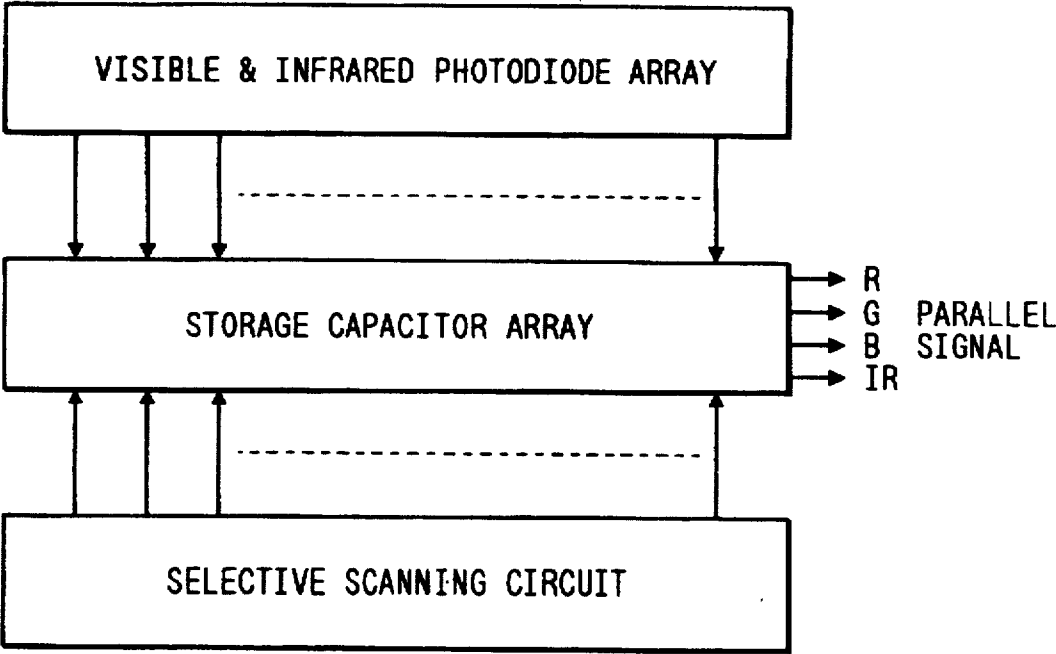 VISIBLE & INFRARED PHOTODIODE ARRAY
STORAGE CAPACITOR ARRAY
R
G PARALLEL
B SIGNAL
IR
SELECTIVE SCANNING CIRCUIT